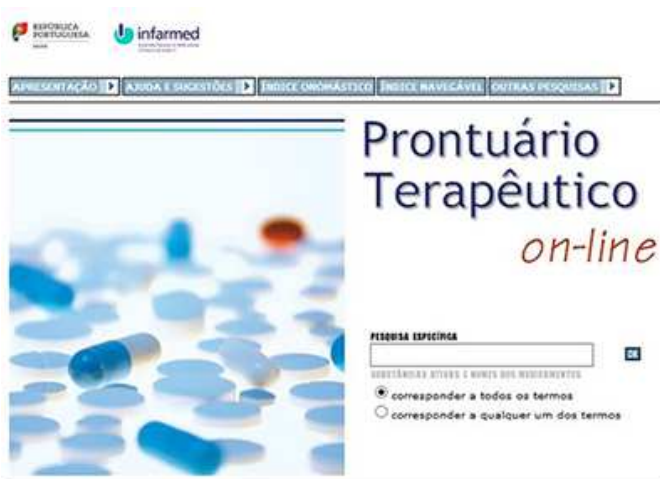 REPÚBLICA
PORTUGUESA
infarmed
APRESENTAÇÃO
AJUDA E SUGESTÕES
ÍNDICE ONOMÁSTICO
ÍNDICE NAVEGÁVEL
OUTRAS PESQUISAS
Prontuário
Terapêutico
on-line
PESQUISA ESPECÍFICA
OK
SUBSTÂNCIAS ATIVAS E NOMES DOS MEDICAMENTOS
corresponder a todos os termos
corresponder a qualquer um dos termos